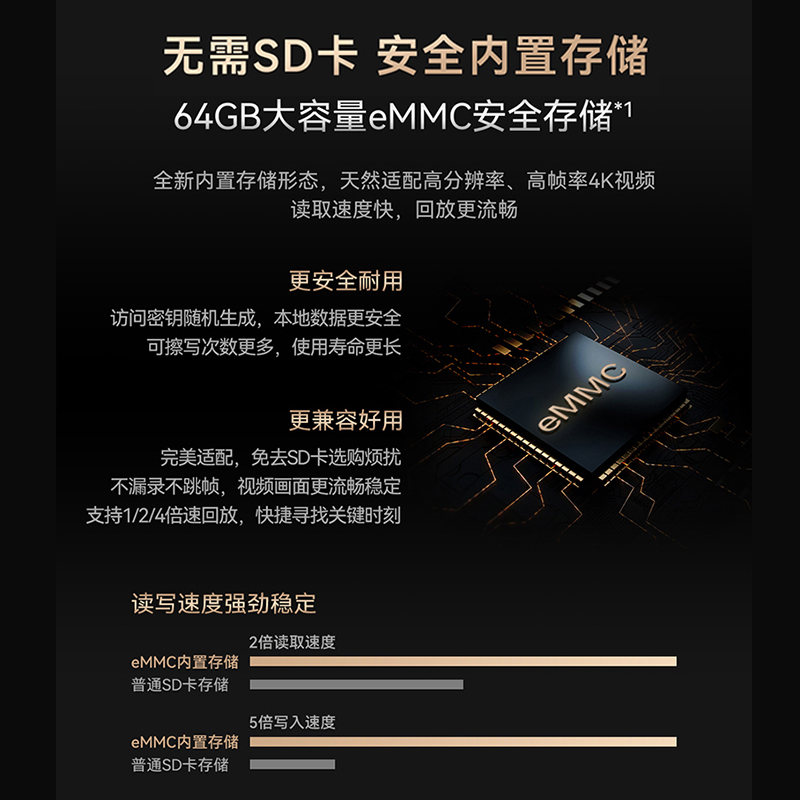 无需SD卡 安全内置存储
64GB大容量eMMC安全存储*1
全新内置存储形态，天然适配高分辨率、高帧率4K视频
读取速度快，回放更流畅
更安全耐用
访问密钥随机生成，本地数据更安全
可擦写次数更多，使用寿命更长
eMMC
更兼容好用
完美适配，免去SD卡选购烦扰
不漏录不跳帧，视频画面更流畅稳定
支持1/2/4倍速回放，快捷寻找关键时刻
读写速度强劲稳定
2倍读取速度
eMMC内置存储
普通SD卡存储
5倍写入速度
eMMC内置存储
普通SD卡存储